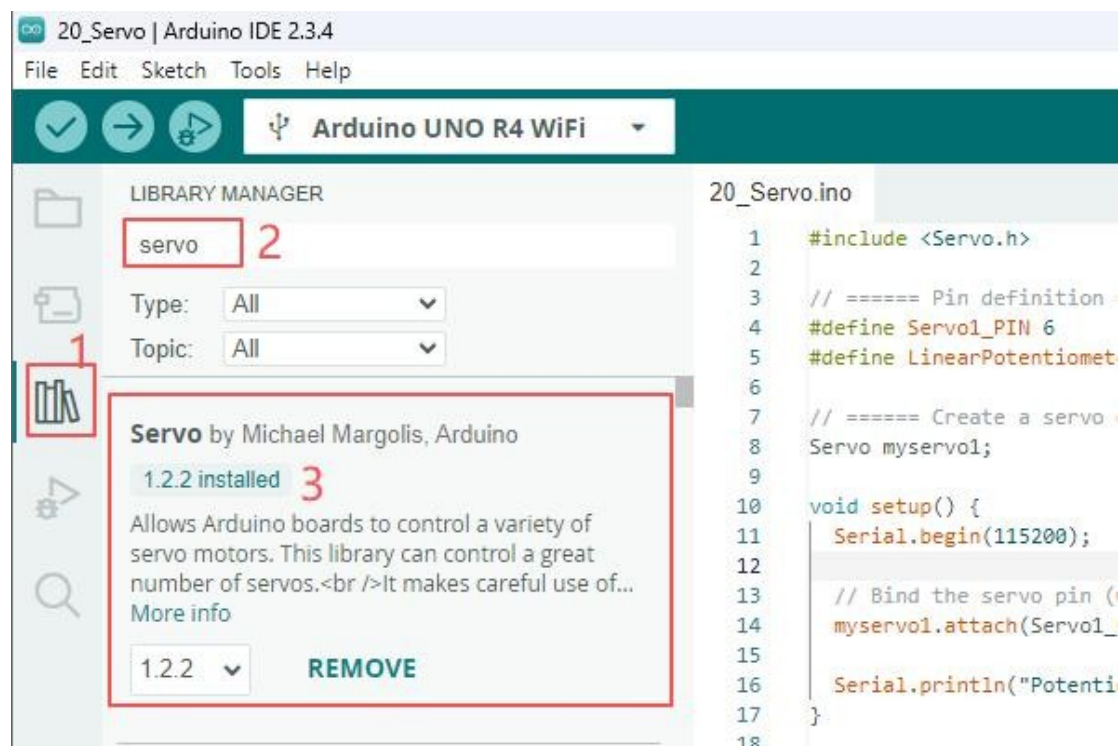 20_Servo | Arduino IDE 2.3.4
File Edit Sketch Tools Help
Arduino UNO R4 WiFi
LIBRARY MANAGER
servo 2
Type: All
Topic: All
1
Servo by Michael Margolis, Arduino
1.2.2 installed 3
Allows Arduino boards to control a variety of
servo motors. This library can control a great
number of servos.<br />It makes careful use of...
More info
1.2.2 REMOVE
20_Servo.ino
1 #include <Servo.h>
2
3 // ====== Pin definition
4 #define Servo1_PIN 6
5 #define LinearPotentiomet
6
7 // ====== Create a servo
8 Servo myservo1;
9
10 void setup() {
11 Serial.begin(115200);
12
13 // Bind the servo pin (
14 myservo1.attach(Servo1_
15
16 Serial.println("Potenti
17 }
18